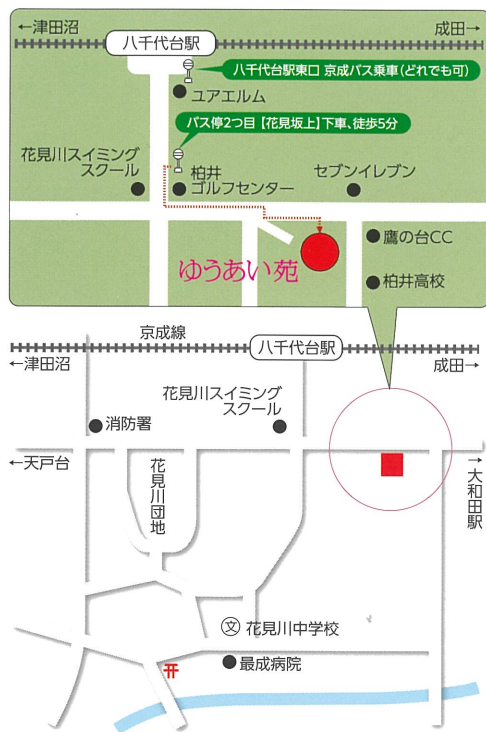 ←津田沼
成田→
八千代台駅
八千代台駅東口 京成バス乗車(どれでも可)
ユアエルム
バス停2つ目【花見坂上】下車、徒歩5分
花見川スイミング
スクール
柏井
ゴルフセンター
セブンイレブン
鷹の台CC
ゆうあい苑
柏井高校
京成線
八千代台駅
←津田沼
成田→
花見川スイミング
スクール
消防署
←天戸台
花見川団地
→大和田駅
文
花見川中学校
最成病院